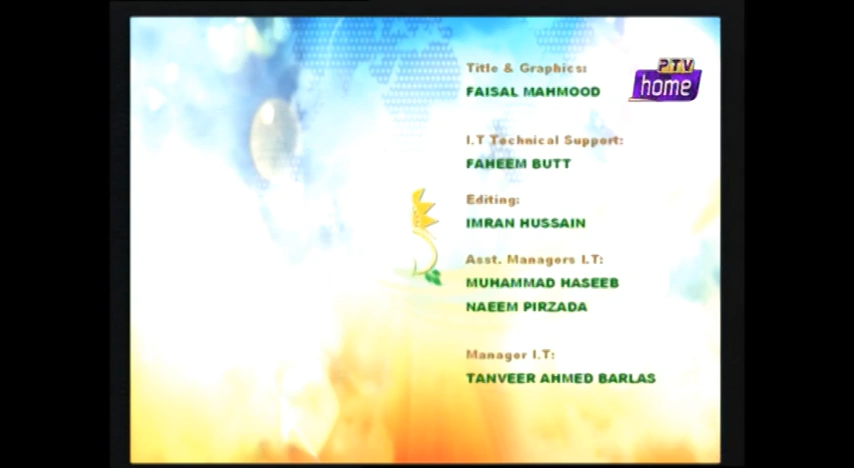 Title & Graphics:
FAISAL MAHMOOD
PTV
home
I.T Technical Support:
FAHEEM BUTT
Editing:
IMRAN HUSSAIN
Asst. Managers I.T:
MUHAMMAD HASEEB
NAEEM PIRZADA
Manager I.T:
TANVEER AHMED BARLAS